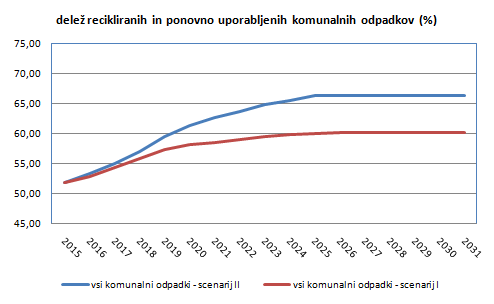 delež recikliranih in ponovno uporabljenih komunalnih odpadkov (%)
75,00
70,00
65,00
60,00
55,00
50,00
45,00
2015 2016 2017 2018 2019 2020 2021 2022 2023 2024 2025 2026 2027 2028 2029 2030 2031
vsi komunalni odpadki - scenarij II vsi komunalni odpadki - scenarij I